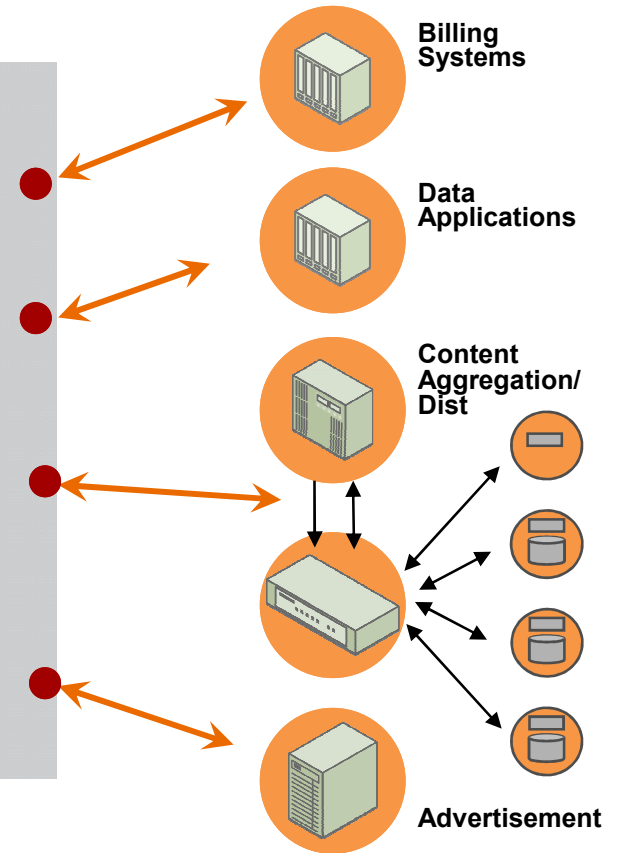 Billing
Systems
Data
Applications
Content
Aggregation/
Dist
Advertisement